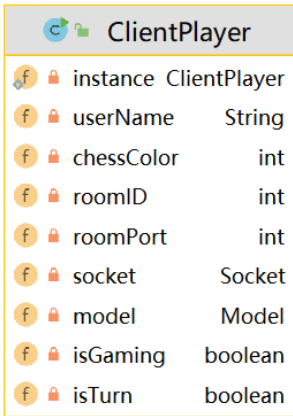 ClientPlayer
instance ClientPlayer
userName String
chessColor int
roomID int
roomPort int
socket Socket
model Model
isGaming boolean
isTurn boolean